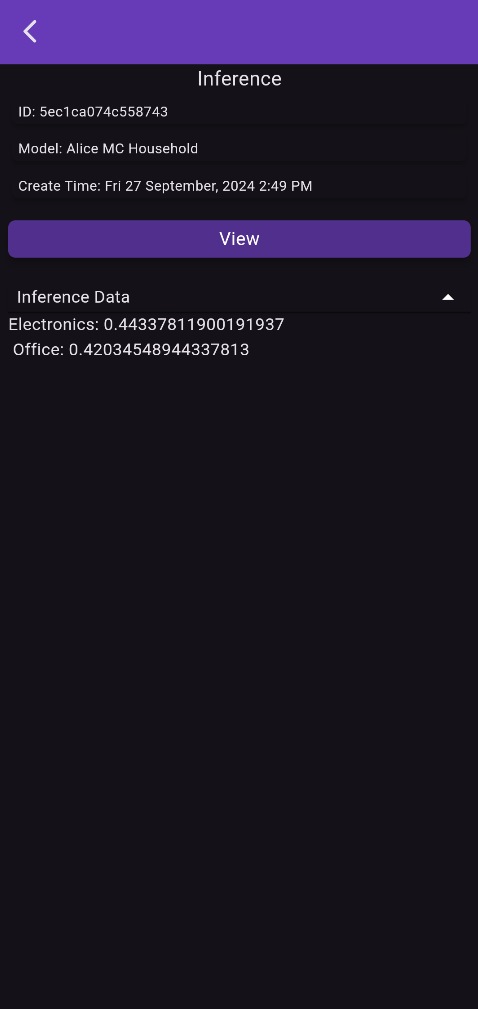 Inference
ID: 5ec1ca074c558743
Model: Alice MC Household
Create Time: Fri 27 September, 2024 2:49 PM
View
Inference Data
Electronics: 0.44337811900191937
Office: 0.42034548944337813